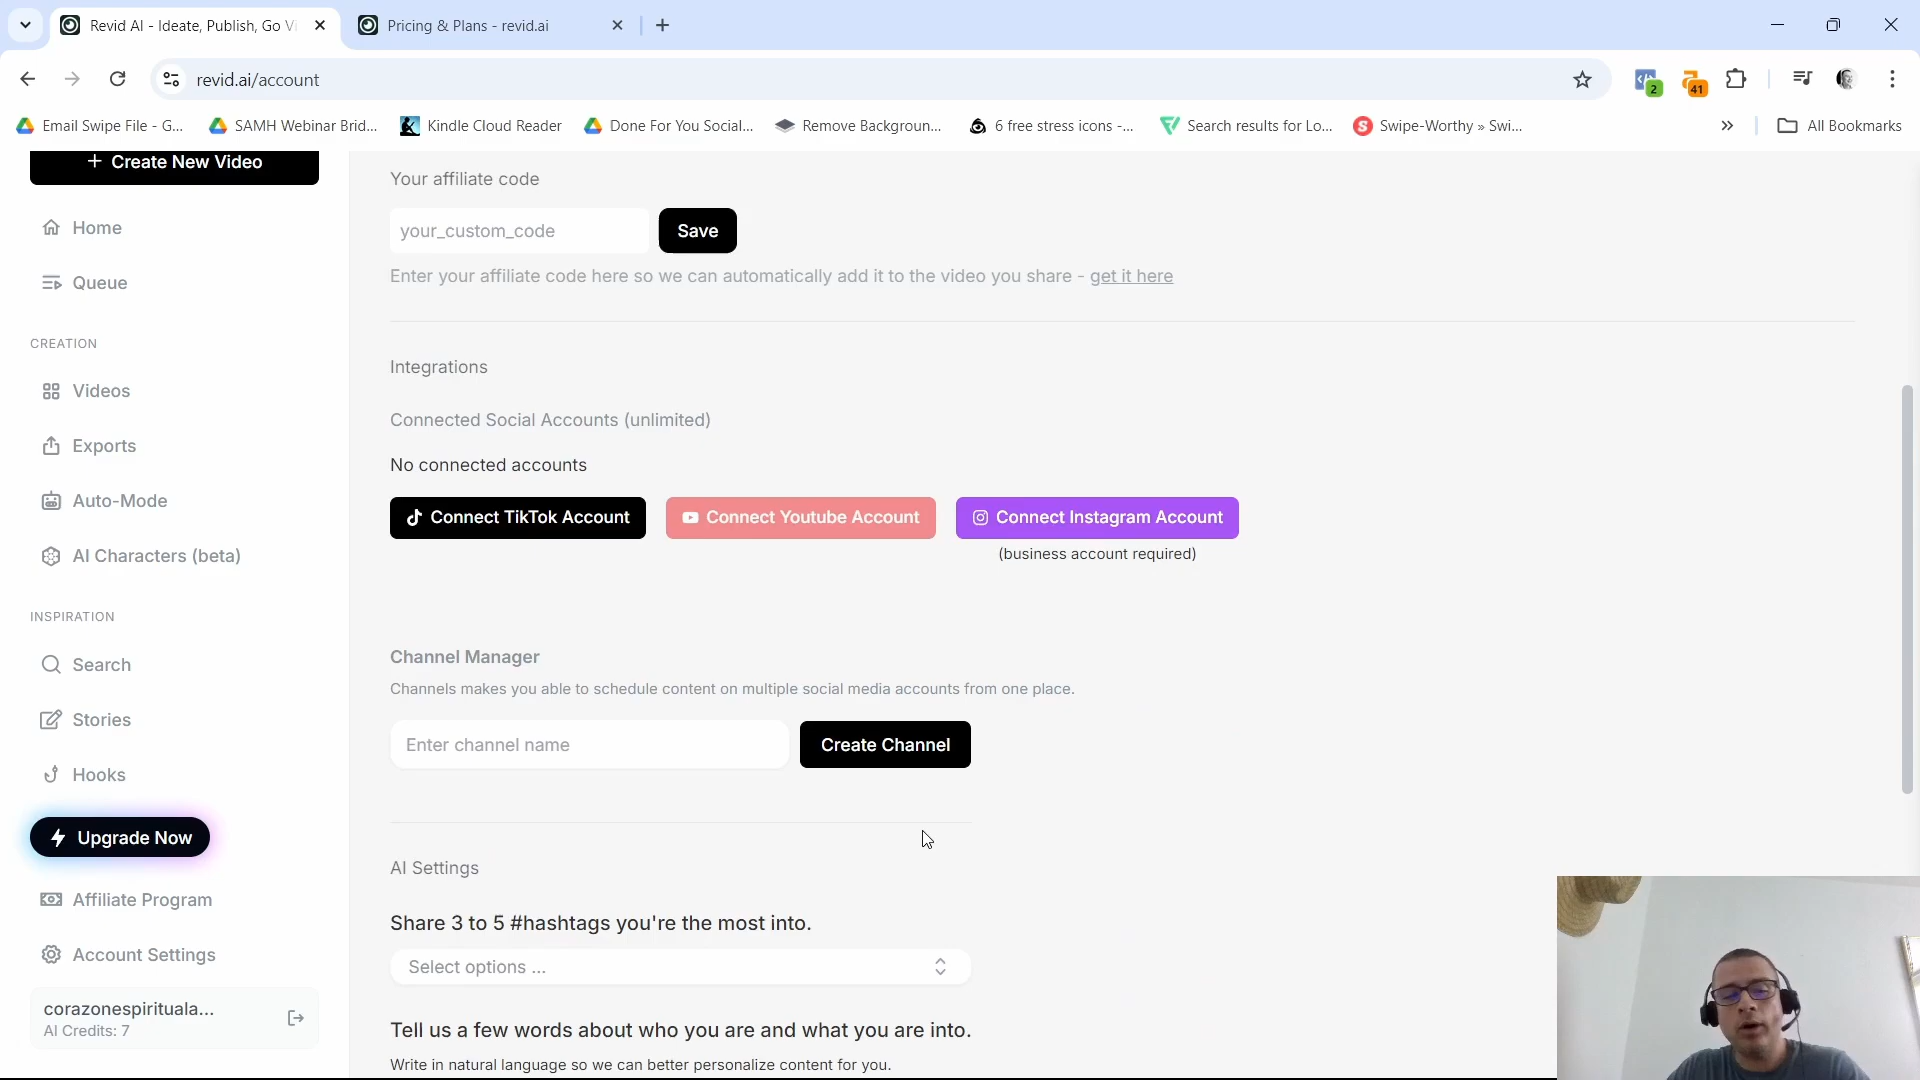 Revid AI - Ideate, Publish, Go Vi
Pricing & Plans - revid.ai
revid.ai/account
2
41
Email Swipe File - G...
SAMH Webinar Brid...
Kindle Cloud Reader
Done For You Social...
Remove Backgroun...
6 free stress icons -...
Search results for Lo...
Swipe-Worthy » Swi...
All Bookmarks
+ Create New Video
Home
Queue
CREATION
Videos
Exports
Auto-Mode
AI Characters (beta)
INSPIRATION
Search
Stories
Hooks
Upgrade Now
Affiliate Program
Account Settings
corazonespirituala...
AI Credits: 7
Your affiliate code
your_custom_code
Save
Enter your affiliate code here so we can automatically add it to the video you share - get it here
Integrations
Connected Social Accounts (unlimited)
No connected accounts
Connect TikTok Account
Connect Youtube Account
Connect Instagram Account
(business account required)
Channel Manager
Channels makes you able to schedule content on multiple social media accounts from one place.
Enter channel name
Create Channel
AI Settings
Share 3 to 5 #hashtags you're the most into.
Select options ...
Tell us a few words about who you are and what you are into.
Write in natural language so we can better personalize content for you.